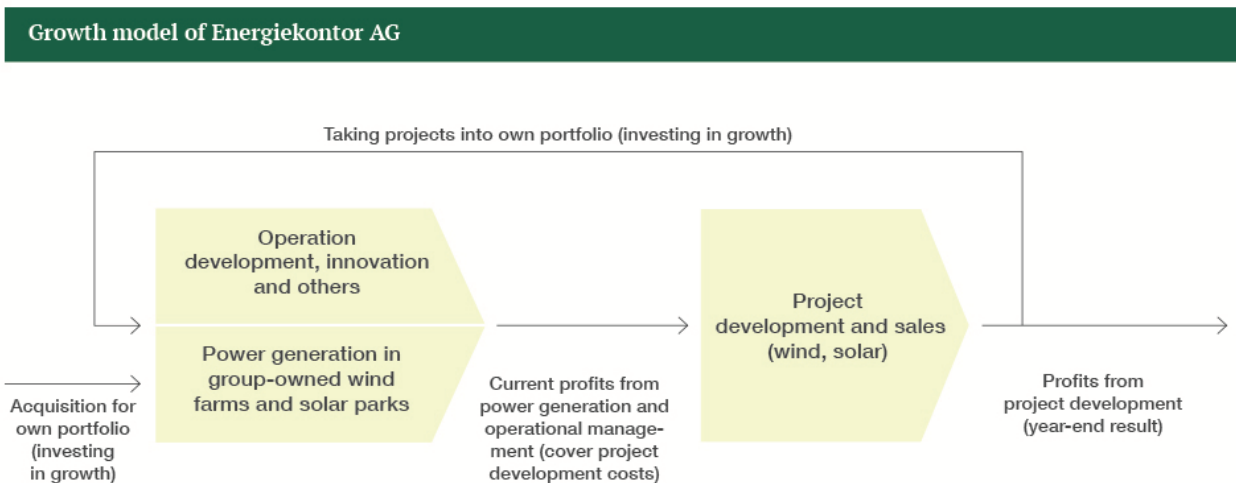 Growth model of Energiekontor AG
Taking projects into own portfolio (investing in growth)
Operation
development, innovation
and others
Power generation in
group-owned wind
farms and solar parks
Acquisition for
own portfolio
(investing
in growth)
Current profits from
power generation and
operational manage-
ment (cover project
development costs)
Project
development and sales
(wind, solar)
Profits from
project development
(year-end result)